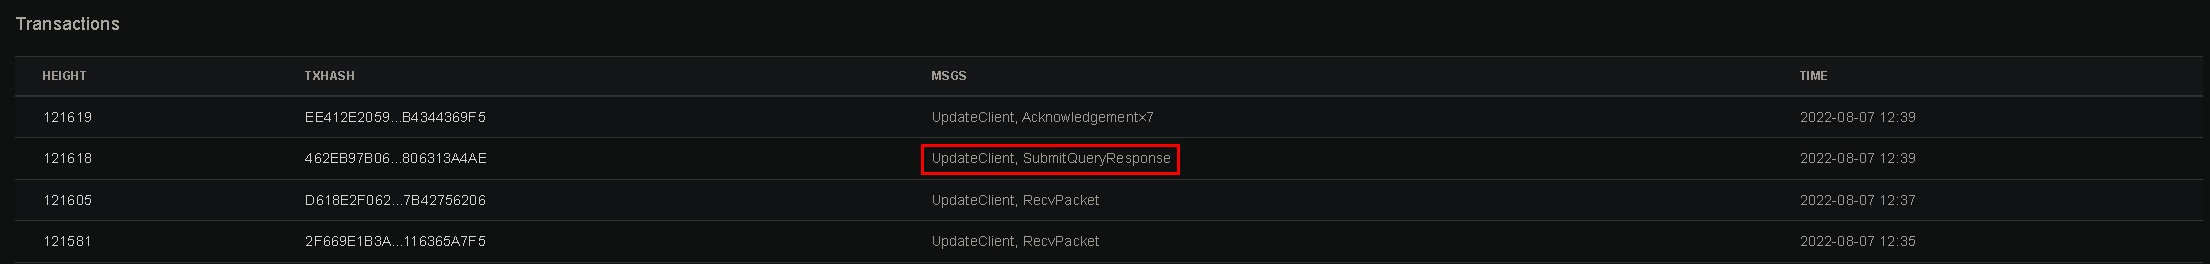 Transactions
HEIGHT TXHASH MSGS TIME
121619 EE412E2059...B4344369F5 UpdateClient, Acknowledgement×7 2022-08-07 12:39
121618 462EB97B06...806313A4AE UpdateClient, SubmitQueryResponse 2022-08-07 12:39
121605 D618E2F062...7B42756206 UpdateClient, RecvPacket 2022-08-07 12:37
121581 2F669E1B3A...116365A7F5 UpdateClient, RecvPacket 2022-08-07 12:35